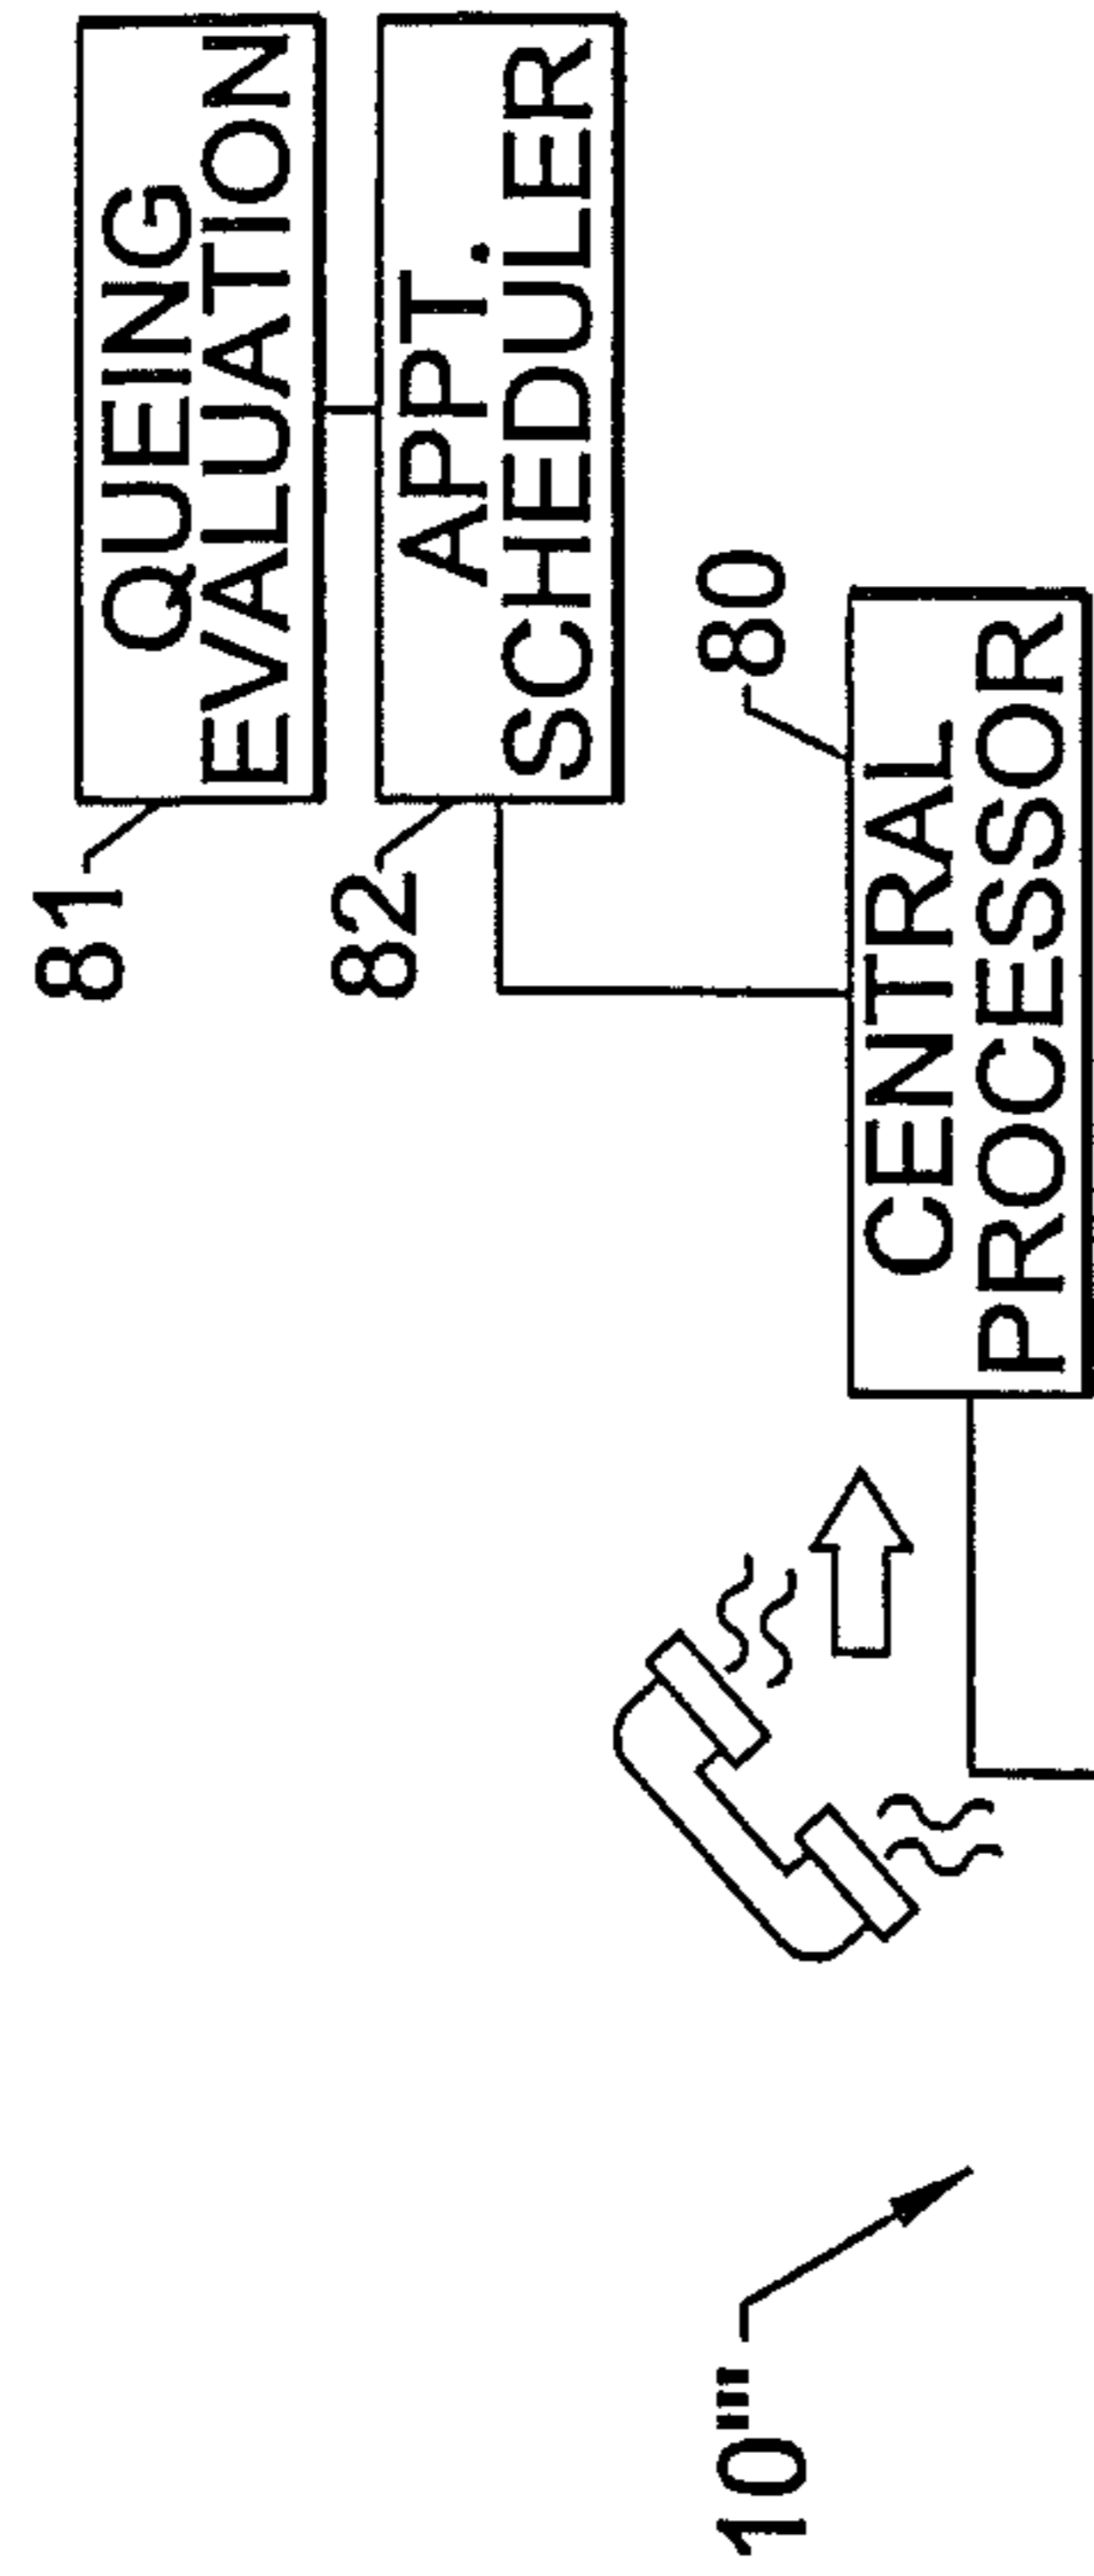 81
QUEING
EVALUATION
82
APPT.
SCHEDULER
80
CENTRAL
PROCESSOR
10'''